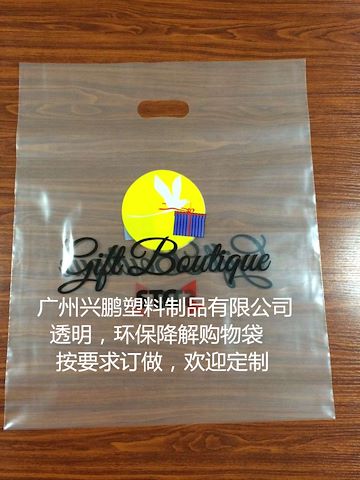 Gift Boutique
广州兴鹏塑料制品有限公司
透明，环保降解购物袋
按要求订做，欢迎定制